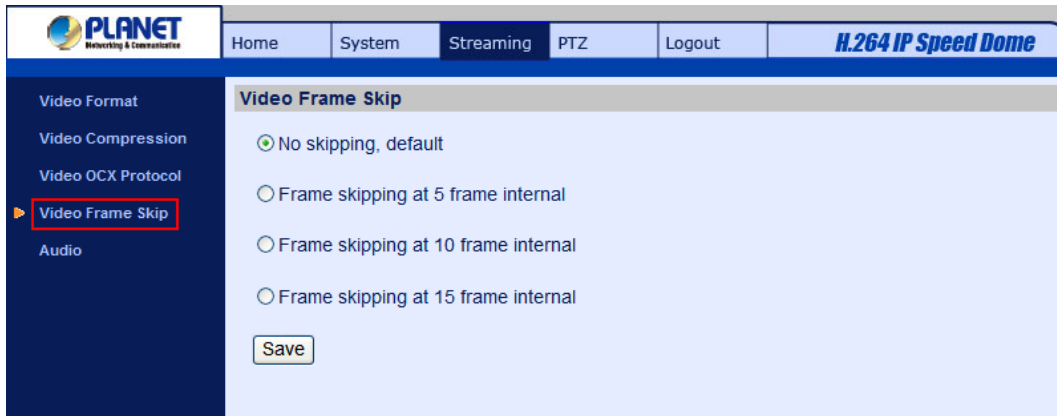 PLANET
Networking & Communication
Home System Streaming PTZ Logout H.264 IP Speed Dome
Video Format
Video Compression
Video OCX Protocol
Video Frame Skip
Audio
Video Frame Skip
No skipping, default
Frame skipping at 5 frame internal
Frame skipping at 10 frame internal
Frame skipping at 15 frame internal
Save